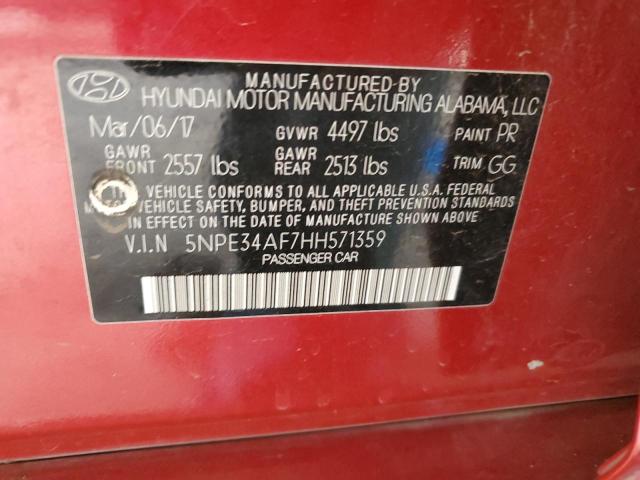 MANUFACTURED BY
HYUNDAI MOTOR MANUFACTURING ALABAMA, LLC
Mar/06/17 GVWR 4497 lbs PAINT PR
GAWR FRONT 2557 lbs GAWR REAR 2513 lbs TRIM GG
VEHICLE CONFORMS TO ALL APPLICABLE U.S.A. FEDERAL
VEHICLE SAFETY, BUMPER, AND THEFT PREVENTION STANDARDS
IN EFFECT ON THE DATE OF MANUFACTURE SHOWN ABOVE.
V.I.N 5NPE34AF7HH571359
PASSENGER CAR